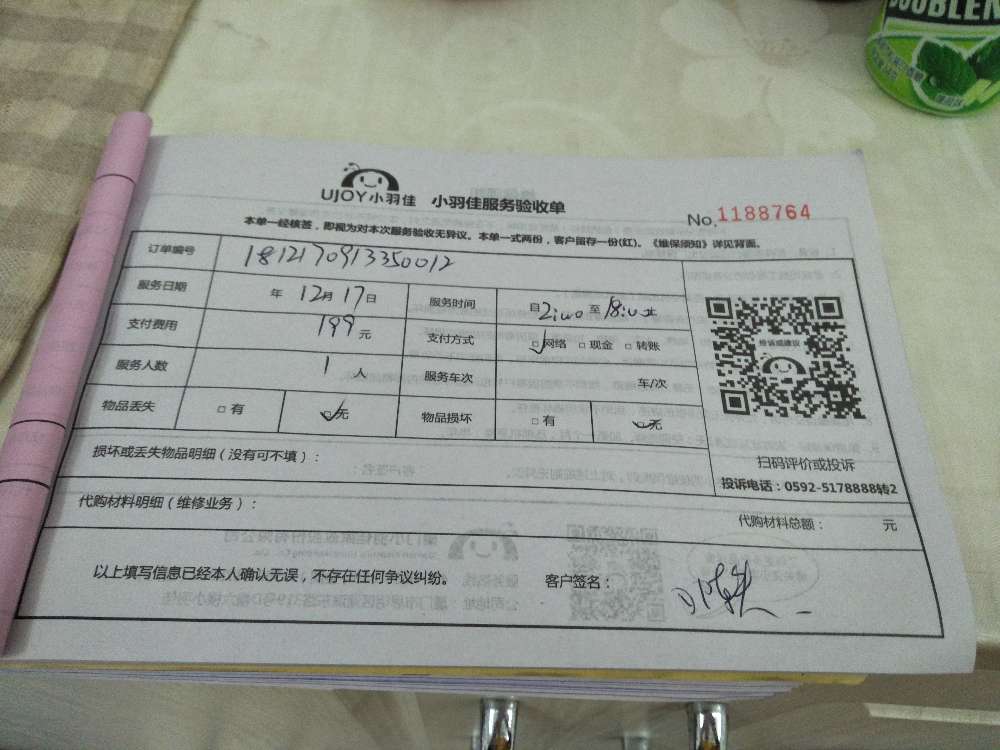 DOUBLEM
UJOY小羽佳 小羽佳服务验收单
No. 1188764
本单一经核签，即视为对本次服务验收无异议。本单一式两份，客户留存一份(红)。《维保须知》详见背面。
订单编号 1812170913350012
服务日期 年 12月 17日 服务时间 自 至
支付费用 199 元 支付方式 □网络 □现金 □转账
服务人数 1 人 服务车次 车/次
物品丢失 □有 □无 物品损坏 □有 □无
投诉或建议
扫码评价或投诉
投诉电话：0592-5178888转2
损坏或丢失物品明细（没有可不填）：
代购材料明细（维修业务）：
代购材料总额： 元
以上填写信息已经本人确认无误，不存在任何争议纠纷。 客户签名：